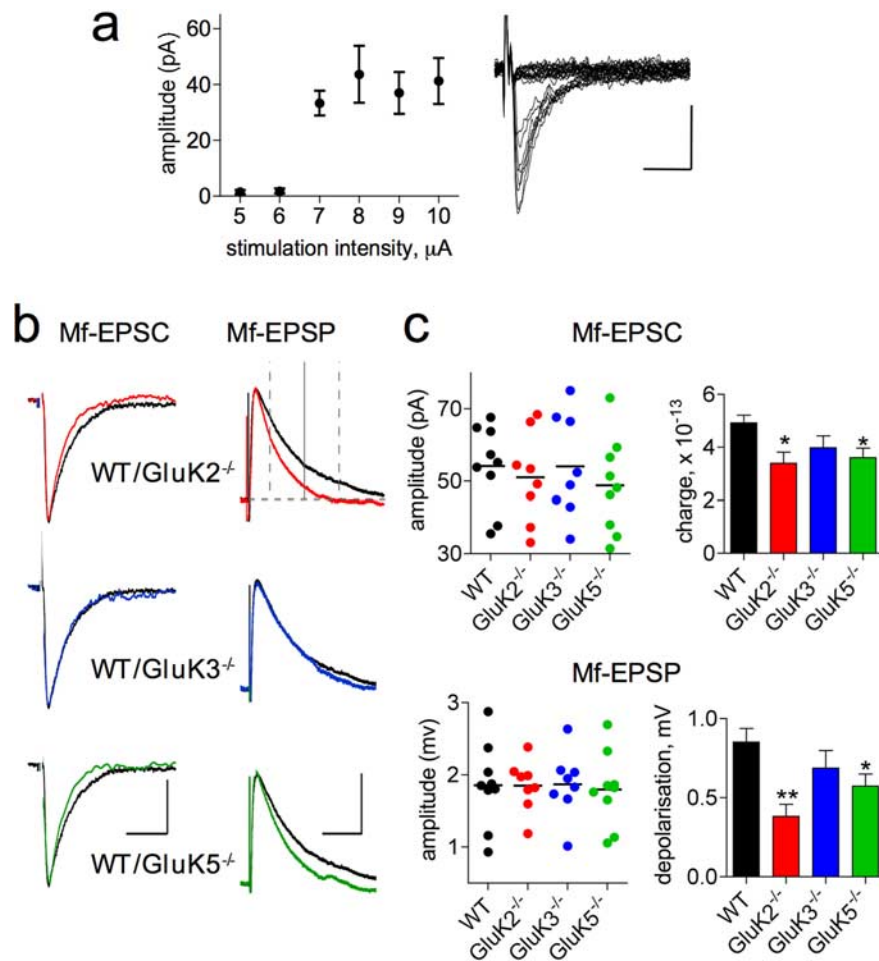 a
amplitude (pA)
60
40
20
0
5 6 7 8 9 10
stimulation intensity, μA
b
Mf-EPSC Mf-EPSP
WT/GluK2-/-
WT/GluK3-/-
WT/GluK5-/-
c
Mf-EPSC
amplitude (pA)
70
50
30
WT GluK2-/- GluK3-/- GluK5-/-
charge, x 10-13
6
4
2
0
* *
WT GluK2-/- GluK3-/- GluK5-/-
Mf-EPSP
amplitude (mv)
3
2
1
WT GluK2-/- GluK3-/- GluK5-/-
depolarisation, mV
1.0
0.5
0.0
** *
WT GluK2-/- GluK3-/- GluK5-/-